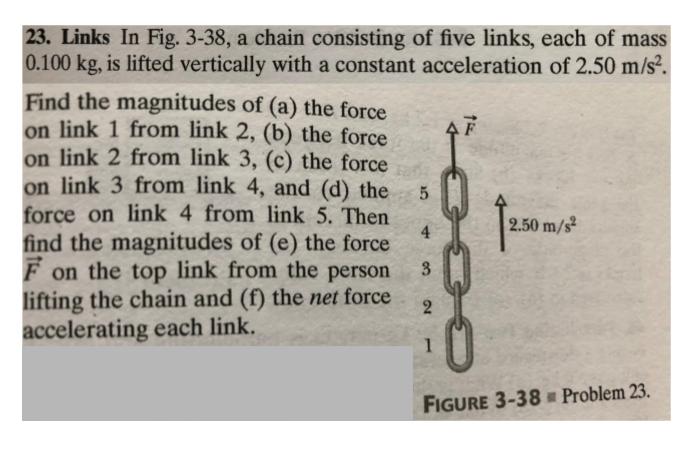 23. Links In Fig. 3-38, a chain consisting of five links, each of mass
0.100 kg, is lifted vertically with a constant acceleration of 2.50 m/s².
Find the magnitudes of (a) the force
on link 1 from link 2, (b) the force
on link 2 from link 3, (c) the force
on link 3 from link 4, and (d) the
force on link 4 from link 5. Then
find the magnitudes of (e) the force
F⃗ on the top link from the person
lifting the chain and (f) the net force
accelerating each link.
F⃗
5
4
3
2
1
2.50 m/s²
FIGURE 3-38 ■ Problem 23.